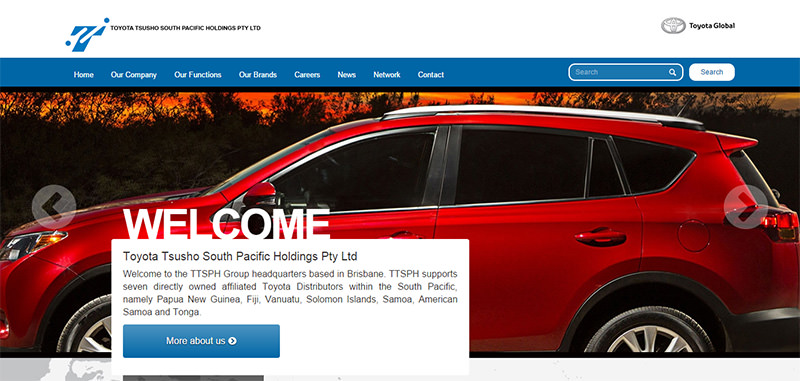 TOYOTA TSUSHO SOUTH PACIFIC HOLDINGS PTY LTD
Toyota Global
Home Our Company Our Functions Our Brands Careers News Network Contact
Search Search
WELCOME
Toyota Tsusho South Pacific Holdings Pty Ltd
Welcome to the TTSPH Group headquarters based in Brisbane. TTSPH supports
seven directly owned affiliated Toyota Distributors within the South Pacific,
namely Papua New Guinea, Fiji, Vanuatu, Solomon Islands, Samoa, American
Samoa and Tonga.
More about us